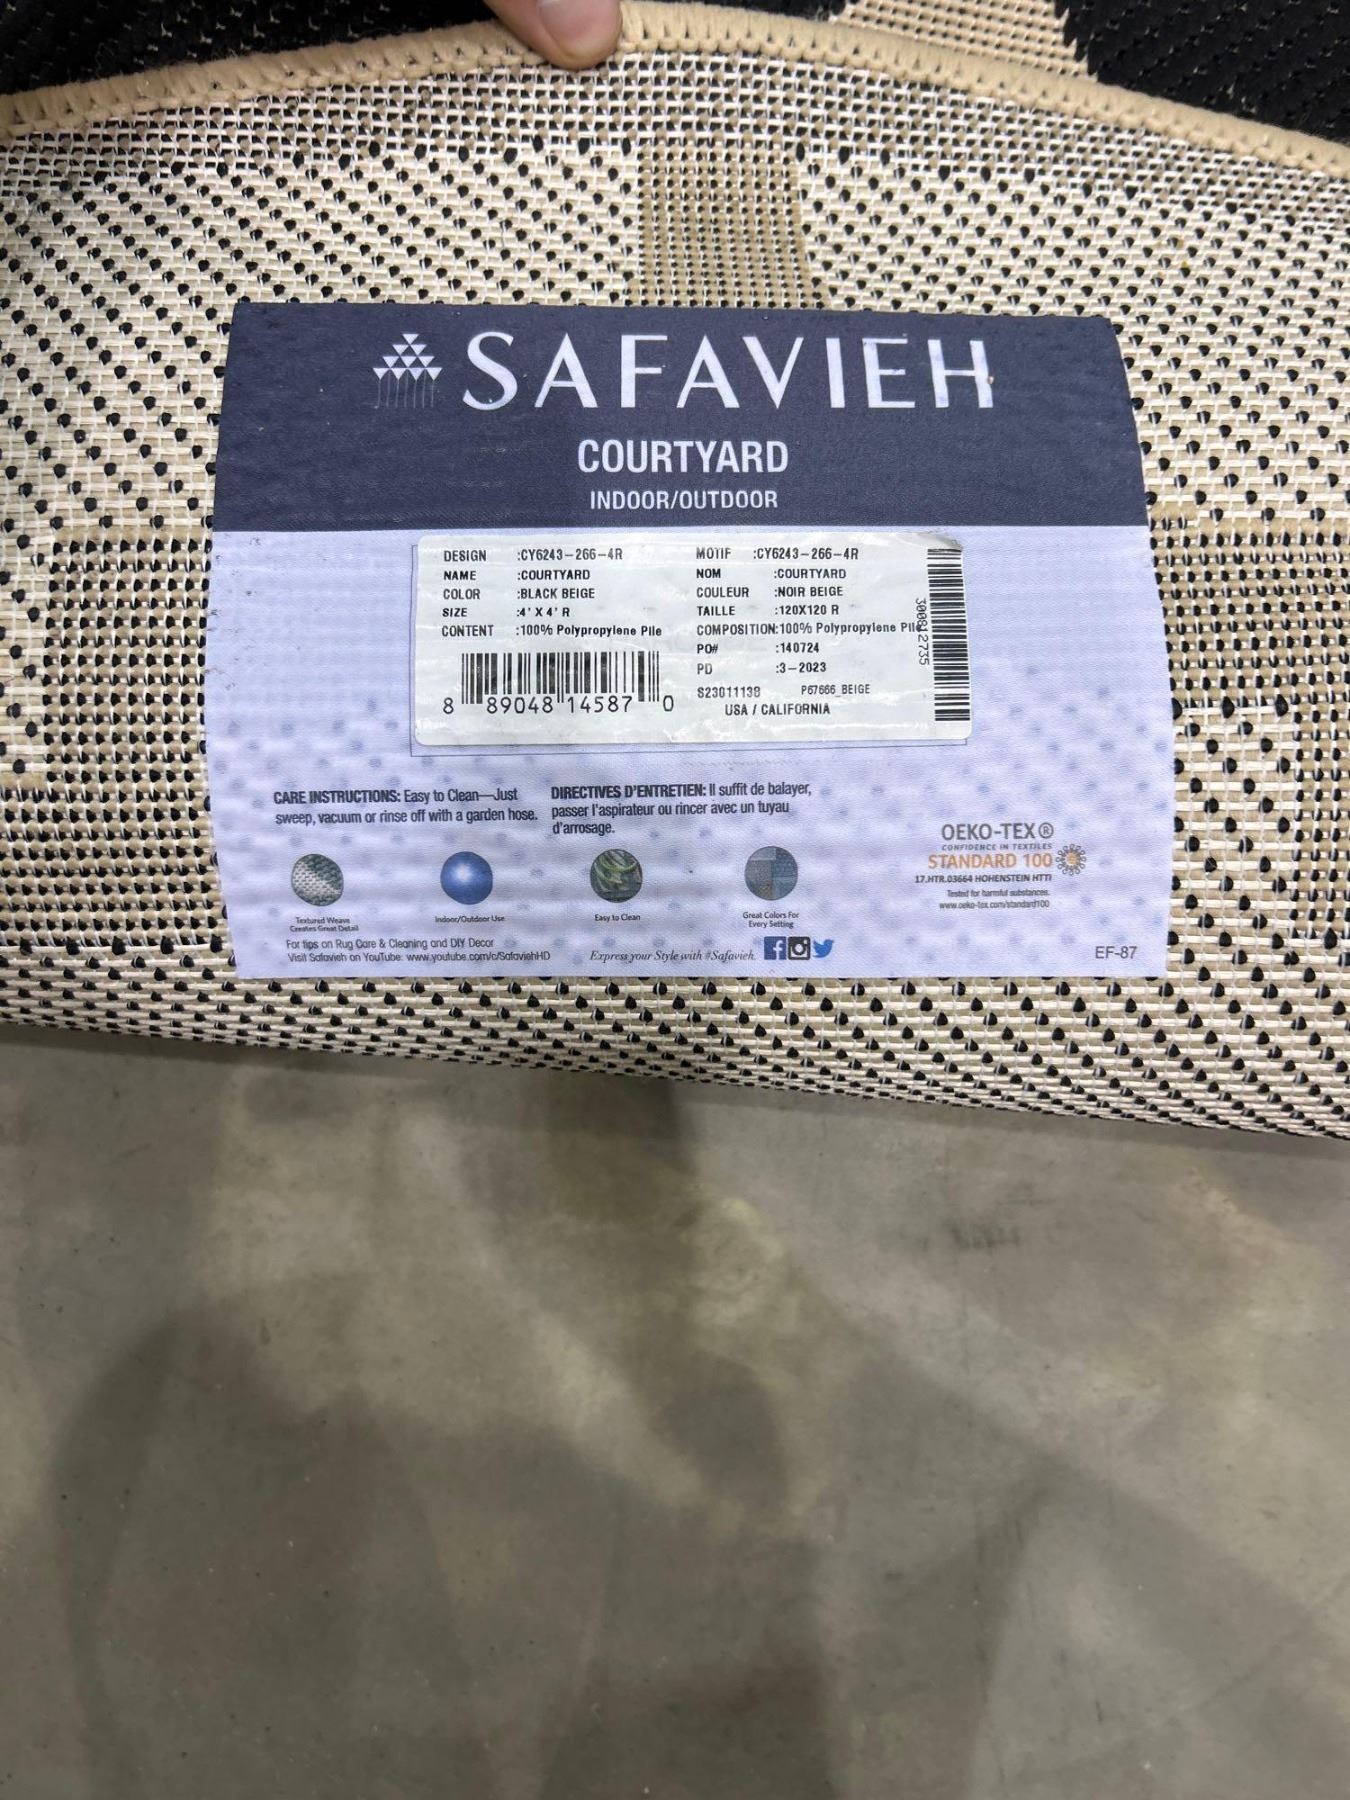 SAFAVIEH
COURTYARD
INDOOR/OUTDOOR
DESIGN :CY6243-266-4R
NAME :COURTYARD
COLOR :BLACK BEIGE
SIZE :4' X 4' R
CONTENT :100% Polypropylene Pile
8 89048 14587 0
MOTIF :CY6243-266-4R
NOM :COURTYARD
COULEUR :NOIR BEIGE
TAILLE :120X120 R
COMPOSITION:100% Polypropylene Pile
PO# :140724
PD :3-2023
S23011138 P67666_BEIGE
USA / CALIFORNIA
300812735
CARE INSTRUCTIONS: Easy to Clean—Just
sweep, vacuum or rinse off with a garden hose.
DIRECTIVES D'ENTRETIEN: Il suffit de balayer,
passer l'aspirateur ou rincer avec un tuyau
d'arrosage.
OEKO-TEX®
CONFIDENCE IN TEXTILES
STANDARD 100
17.HTR.03664 HOHENSTEIN HTTI
Tested for harmful substances.
www.oeko-tex.com/standard100
Textured Weave
Creates Great Detail
Indoor/Outdoor Use
Easy to Clean
Great Colors For
Every Setting
For tips on Rug Care & Cleaning and DIY Decor
Visit Safavieh on YouTube: www.youtube.com/c/SafaviehHD
Express your Style with #Safavieh
EF-87